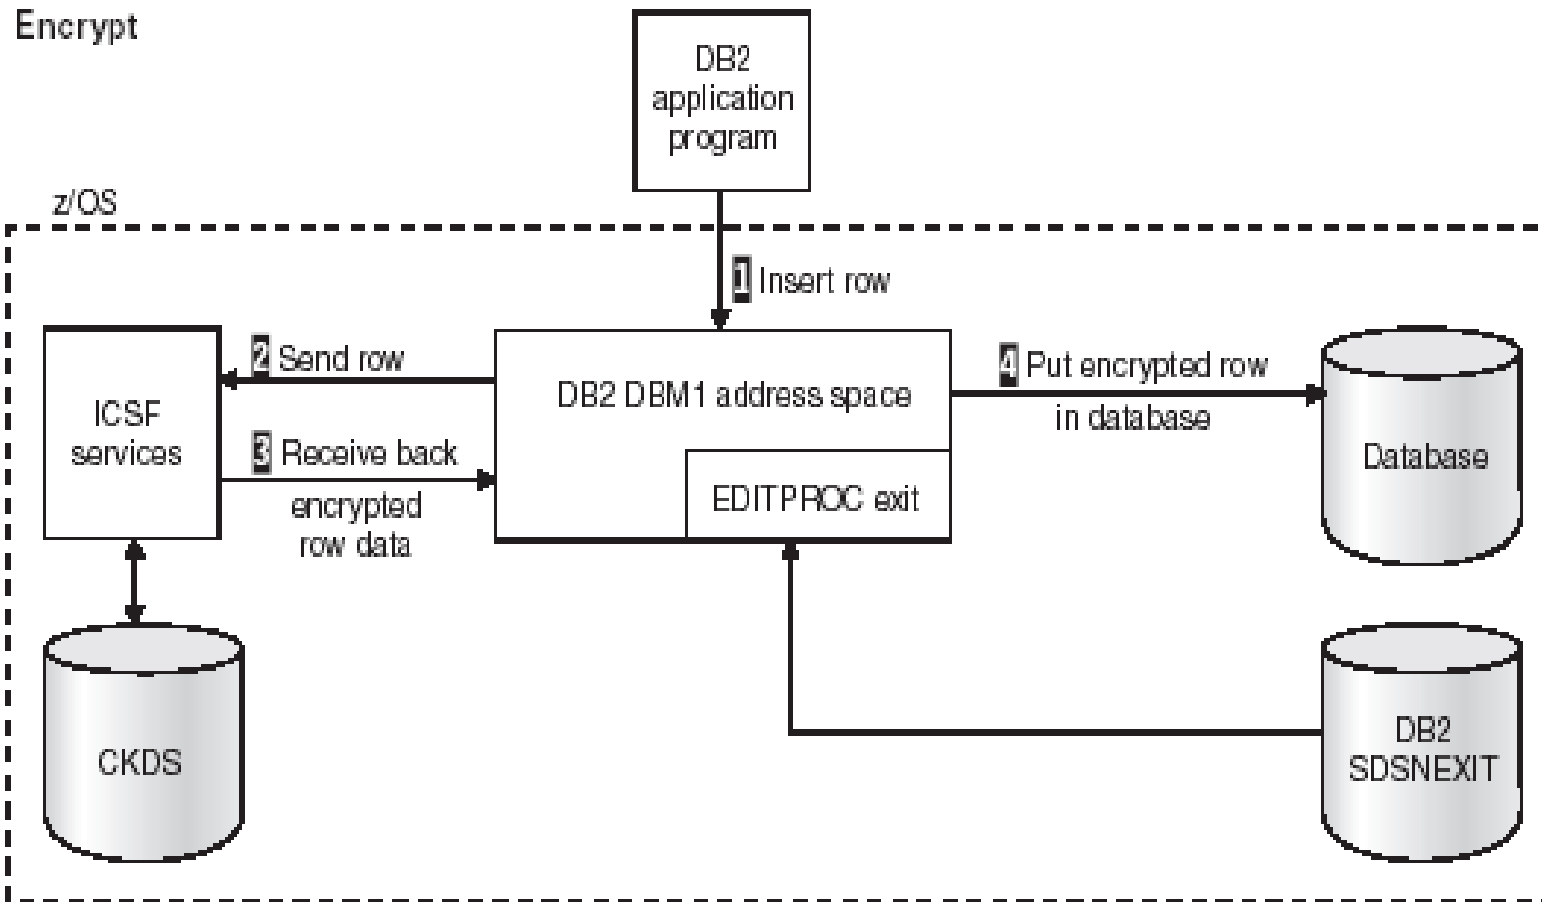 Encrypt
DB2
application
program
z/OS
1 Insert row
2 Send row
ICSF
services
3 Receive back
encrypted
row data
DB2 DBM1 address space
EDITPROC exit
4 Put encrypted row
in database
Database
CKDS
DB2
SDSNEXIT